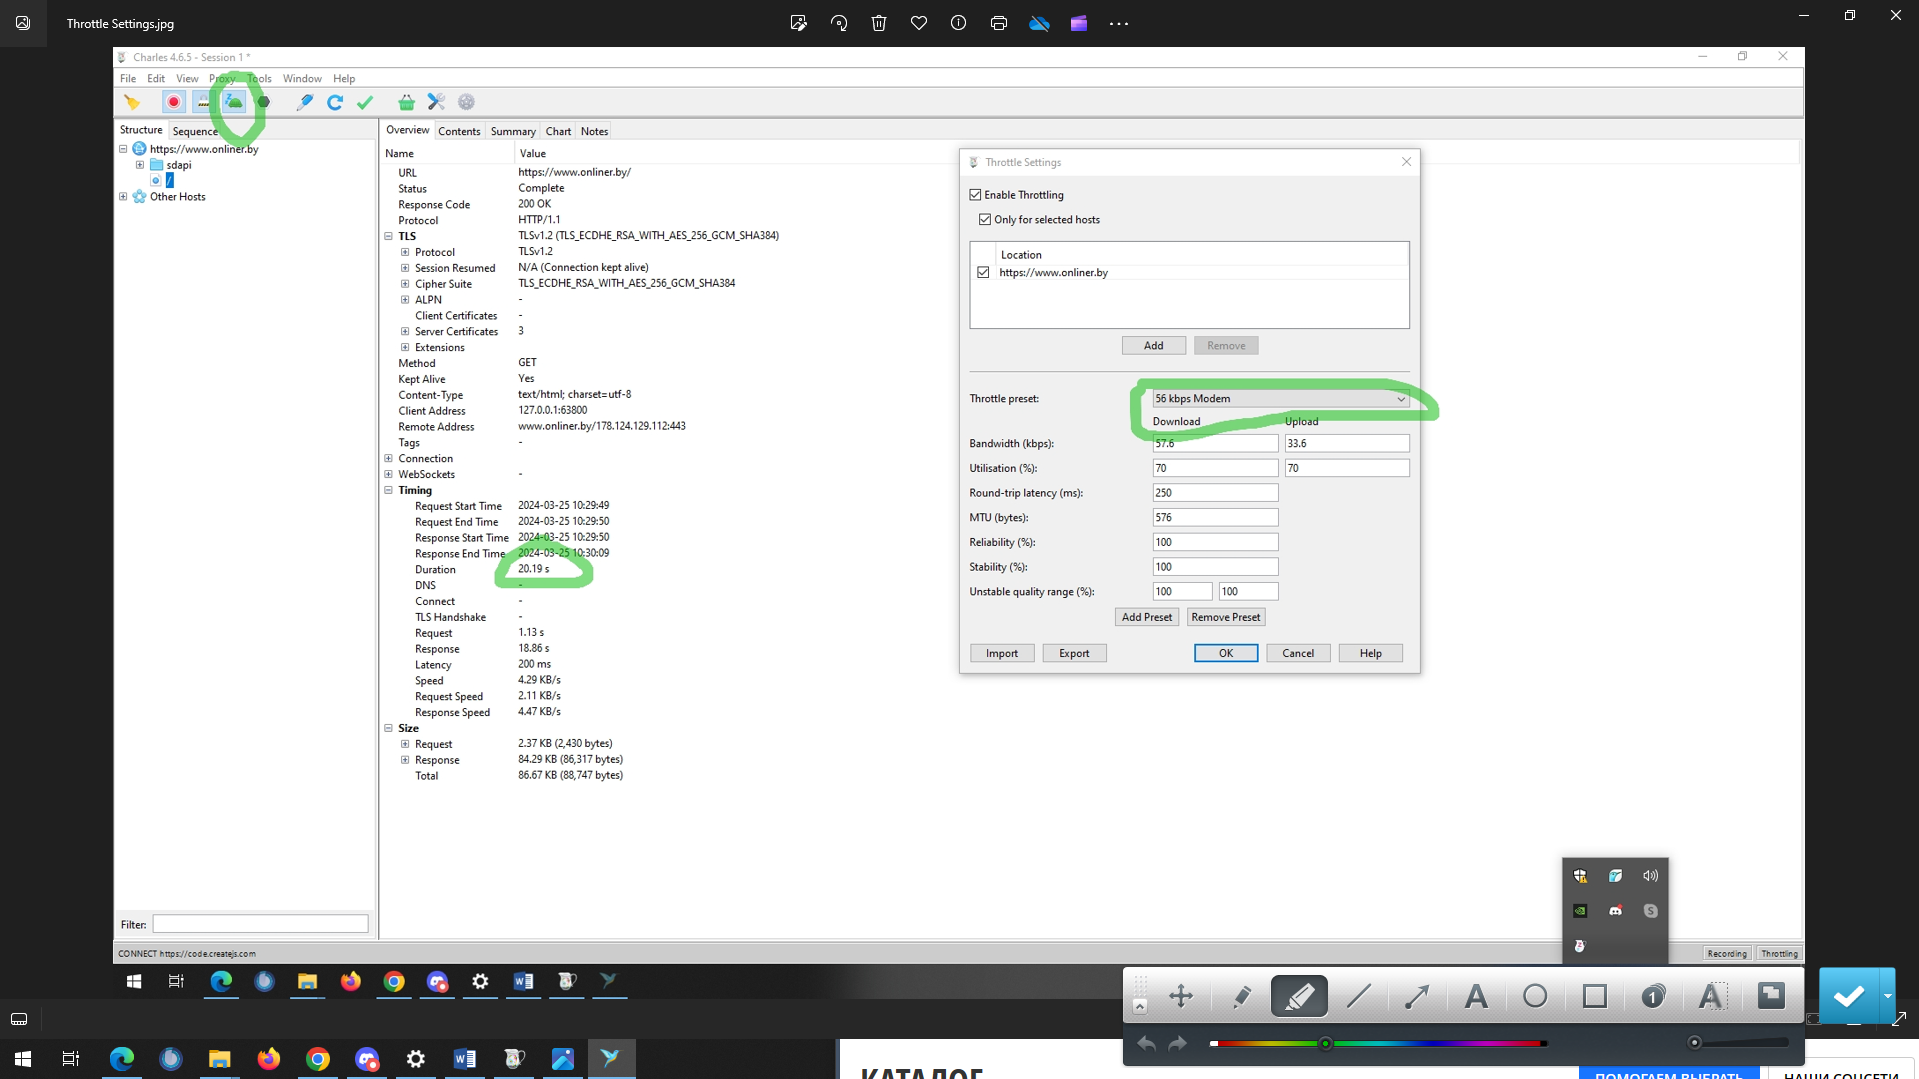 Throttle Settings.jpg
Charles 4.6.5 - Session 1 *
File Edit View Proxy Tools Window Help
Structure Sequence
https://www.onliner.by
sdapi
/
Other Hosts
Filter:
Overview Contents Summary Chart Notes
Name Value
URL https://www.onliner.by/
Status Complete
Response Code 200 OK
Protocol HTTP/1.1
TLS TLSv1.2 (TLS_ECDHE_RSA_WITH_AES_256_GCM_SHA384)
Protocol TLSv1.2
Session Resumed N/A (Connection kept alive)
Cipher Suite TLS_ECDHE_RSA_WITH_AES_256_GCM_SHA384
ALPN -
Client Certificates -
Server Certificates 3
Extensions
Method GET
Kept Alive Yes
Content-Type text/html; charset=utf-8
Client Address 127.0.0.1:63800
Remote Address www.onliner.by/178.124.129.112:443
Tags -
Connection
WebSockets -
Timing
Request Start Time 2024-03-25 10:29:49
Request End Time 2024-03-25 10:29:50
Response Start Time 2024-03-25 10:29:50
Response End Time 2024-03-25 10:30:09
Duration 20.19 s
DNS -
Connect -
TLS Handshake -
Request 1.13 s
Response 18.86 s
Latency 200 ms
Speed 4.29 KB/s
Request Speed 2.11 KB/s
Response Speed 4.47 KB/s
Size
Request 2.37 KB (2,430 bytes)
Response 84.29 KB (86,317 bytes)
Total 86.67 KB (88,747 bytes)
Throttle Settings
Enable Throttling
Only for selected hosts
Location
https://www.onliner.by
Add Remove
Throttle preset: 56 kbps Modem
Download Upload
Bandwidth (kbps): 57.6 33.6
Utilisation (%): 70 70
Round-trip latency (ms): 250
MTU (bytes): 576
Reliability (%): 100
Stability (%): 100
Unstable quality range (%): 100 100
Add Preset Remove Preset
Import Export OK Cancel Help
CONNECT https://code.createjs.com
Recording Throttling
A 1 A
КАТАЛОГ
ПОМОГАЕМ ВЫБРАТЬ
НАШИ СОЦСЕТИ